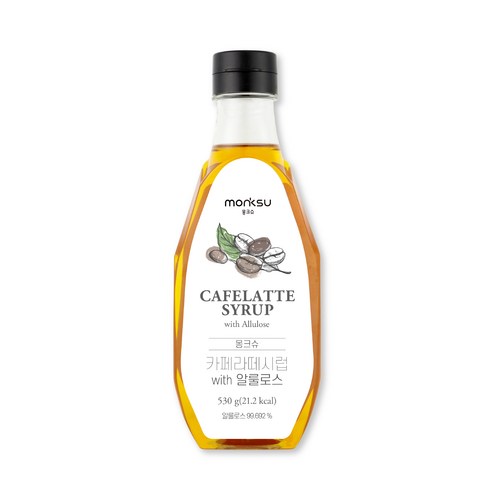 monksu
몽크슈
CAFELATTE
SYRUP
with Allulose
몽크슈
카페라떼시럽
with 알룰로스
530 g(21.2 kcal)
알룰로스 99.692 %